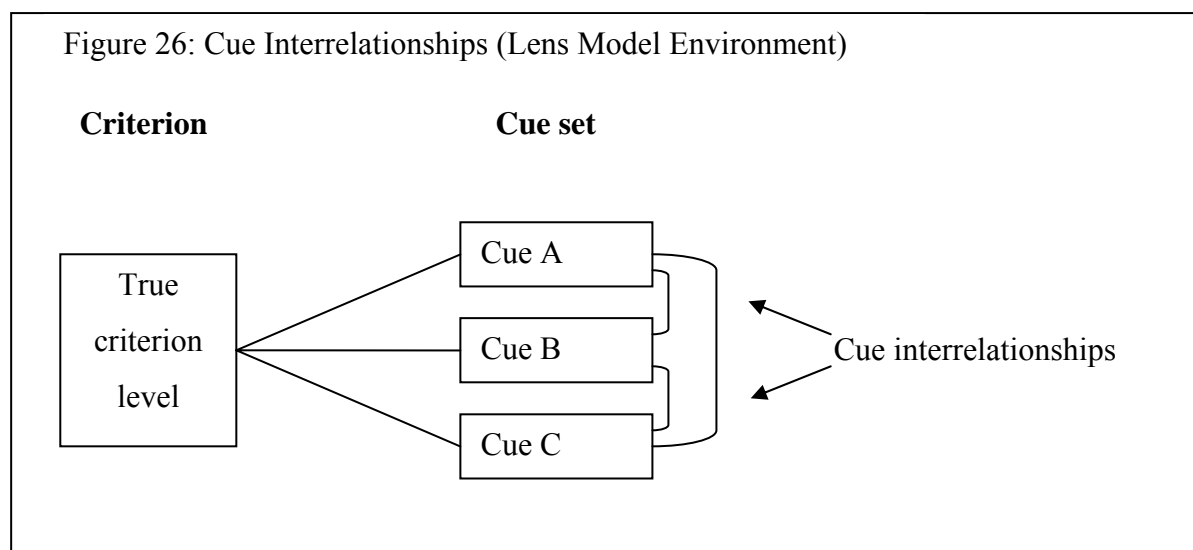 Figure 26: Cue Interrelationships (Lens Model Environment)
Criterion
Cue set
True
criterion
level
Cue A
Cue B
Cue C
Cue interrelationships